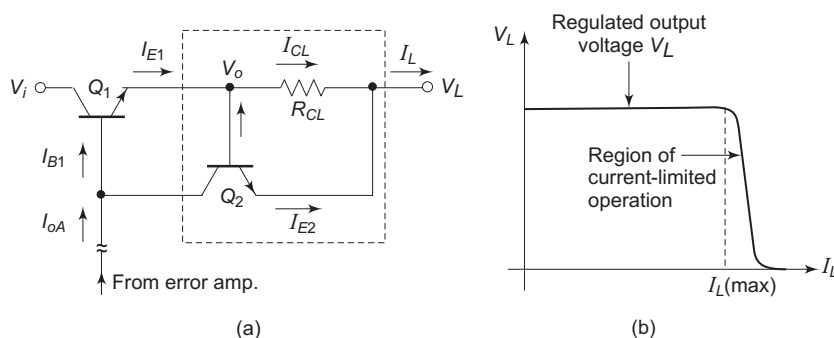 I_E1
I_CL
I_L
V_i
Q_1
V_o
V_L
R_CL
I_B1
Q_2
I_oA
I_E2
From error amp.
(a)
V_L
Regulated output
voltage V_L
Region of
current-limited
operation
I_L
I_L(max)
(b)